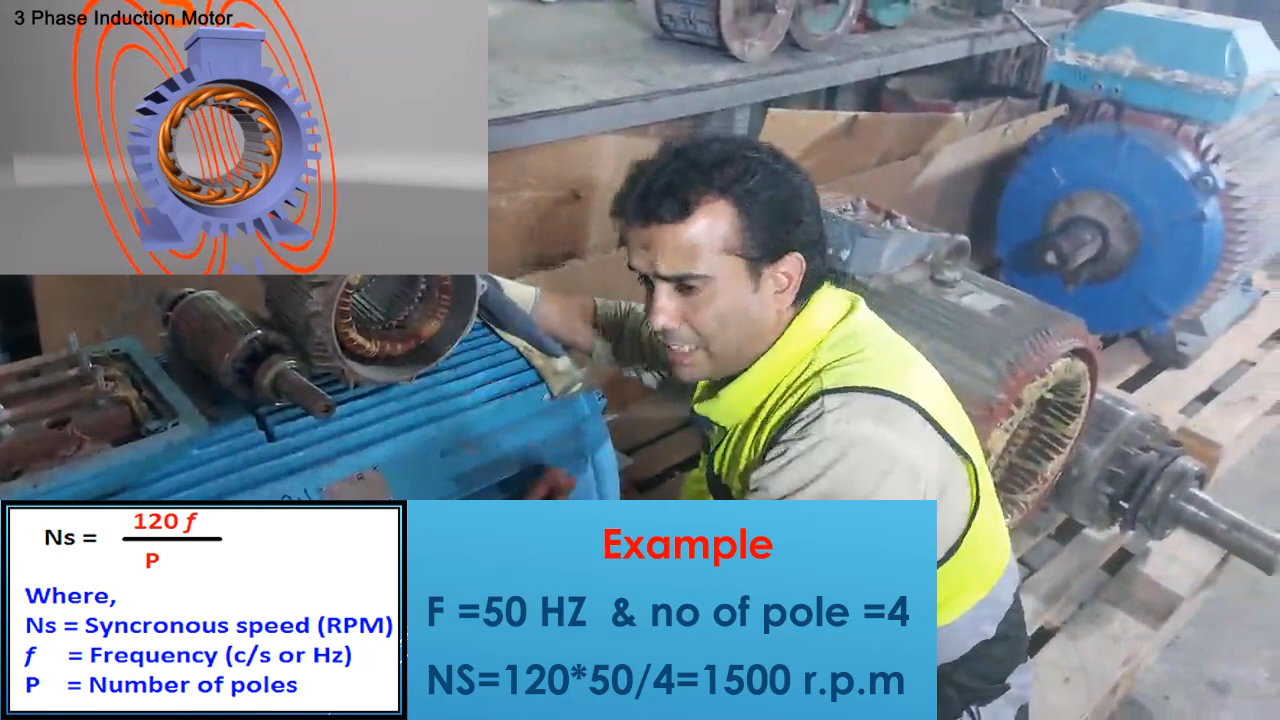 3 Phase Induction Motor
Ns = 120 f
P
Where,
Ns = Syncronous speed (RPM)
f = Frequency (c/s or Hz)
P = Number of poles
Example
F =50 HZ & no of pole =4
NS=120*50/4=1500 r.p.m